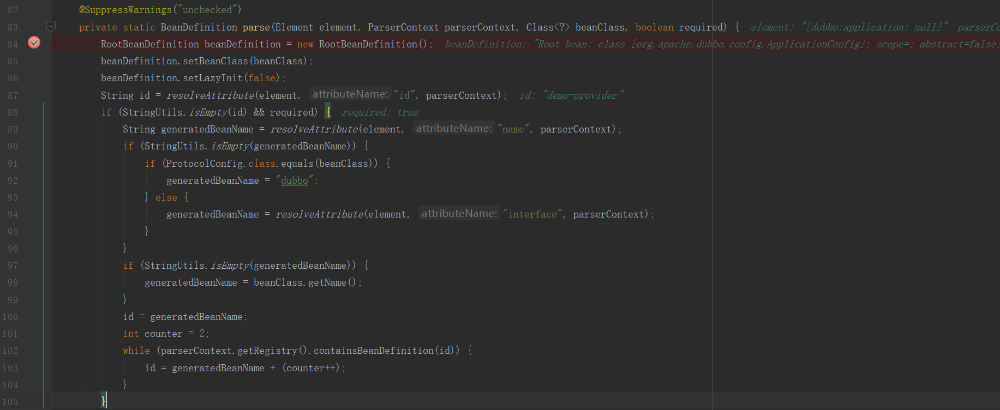 82 @SuppressWarnings("unchecked")
83 private static BeanDefinition parse(Element element, ParserContext parserContext, Class<?> beanClass, boolean required) { element: "[dubbo:application: null]" parserCo
84 RootBeanDefinition beanDefinition = new RootBeanDefinition(); beanDefinition: "Root bean: class [org.apache.dubbo.config.ApplicationConfig]; scope=; abstract=false;
85 beanDefinition.setBeanClass(beanClass);
86 beanDefinition.setLazyInit(false);
87 String id = resolveAttribute(element, attributeName: "id", parserContext); id: "demo-provider"
88 if (StringUtils.isEmpty(id) && required) { required: true
89 String generatedBeanName = resolveAttribute(element, attributeName: "name", parserContext);
90 if (StringUtils.isEmpty(generatedBeanName)) {
91 if (ProtocolConfig.class.equals(beanClass)) {
92 generatedBeanName = "dubbo";
93 } else {
94 generatedBeanName = resolveAttribute(element, attributeName: "interface", parserContext);
95 }
96 }
97 if (StringUtils.isEmpty(generatedBeanName)) {
98 generatedBeanName = beanClass.getName();
99 }
100 id = generatedBeanName;
101 int counter = 2;
102 while (parserContext.getRegistry().containsBeanDefinition(id)) {
103 id = generatedBeanName + (counter++);
104 }
105 }